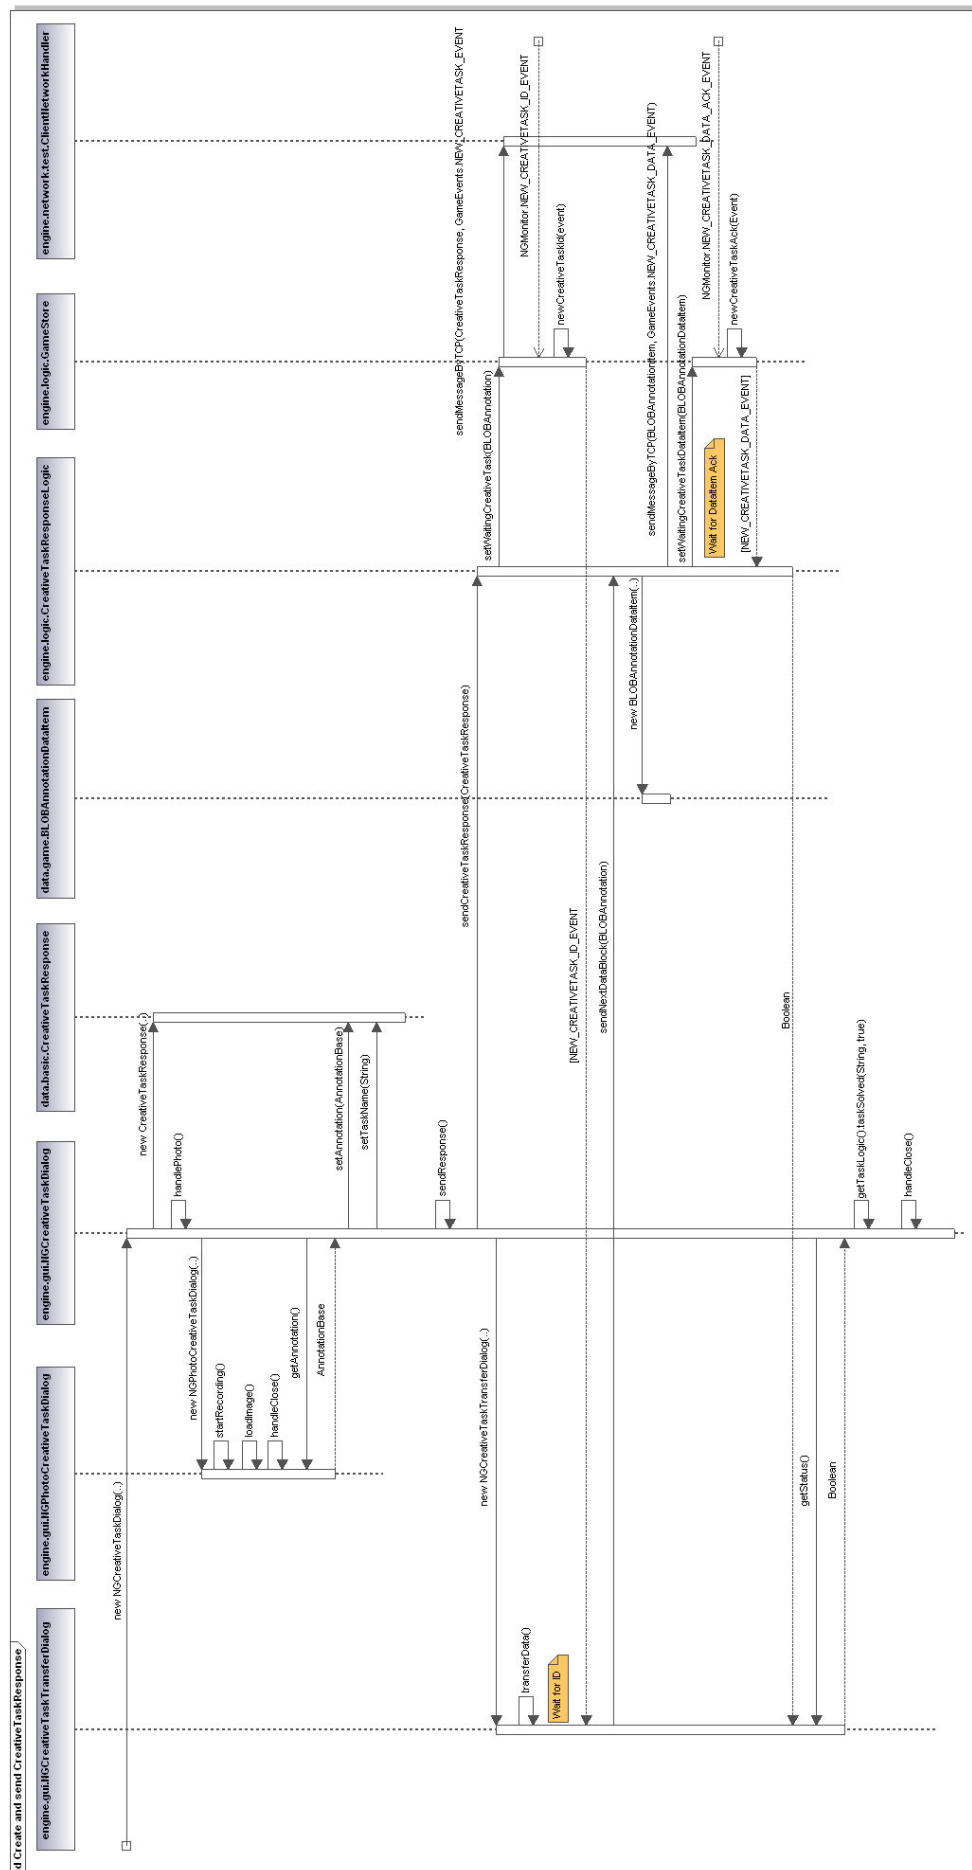 d Create and send CreativeTaskResponse
engine.gui.NGCreativeTaskTransferDialog
engine.gui.NGPhotoCreativeTaskDialog
engine.gui.NGCreativeTaskDialog
data.basic.CreativeTaskResponse
data.game.BLOBAnnotationDataItem
engine.logic.CreativeTaskResponseLogic
engine.logic.GameStore
engine.network.test.ClientNetworkHandler
new NGCreativeTaskDialog(..)
new CreativeTaskResponse(..)
handlePhoto()
new NGPhotoCreativeTaskDialog(..)
startRecording()
loadImage()
handleClose()
getAnnotation()
AnnotationBase
setAnnotation(AnnotationBase)
setTaskName(String)
sendResponse()
sendCreativeTaskResponse(CreativeTaskResponse)
setWaitingCreativeTask(BLOBAnnotation)
sendMessageByTCP(CreativeTaskResponse, GameEvents.NEW_CREATIVETASK_EVENT
new NGCreativeTaskTransferDialog(..)
transferData()
Wait for ID
NGMonitor.NEW_CREATIVETASK_ID_EVENT
newCreativeTaskId(event)
[NEW_CREATIVETASK_ID_EVENT
sendNextDataBlock(BLOBAnnotation)
new BLOBAnnotationDataItem(..)
sendMessageByTCP(BLOBAnnotationItem, GameEvents.NEW_CREATIVETASK_DATA_EVENT)
setWaitingCreativeTaskDataItem(BLOBAnnotationDataItem)
Wait for DataItem Ack
NGMonitor.NEW_CREATIVETASK_DATA_ACK_EVENT
newCreativeTaskAck(Event)
[NEW_CREATIVETASK_DATA_EVENT]
Boolean
getStatus()
Boolean
getTaskLogic().taskSolved(String, true)
handleClose()